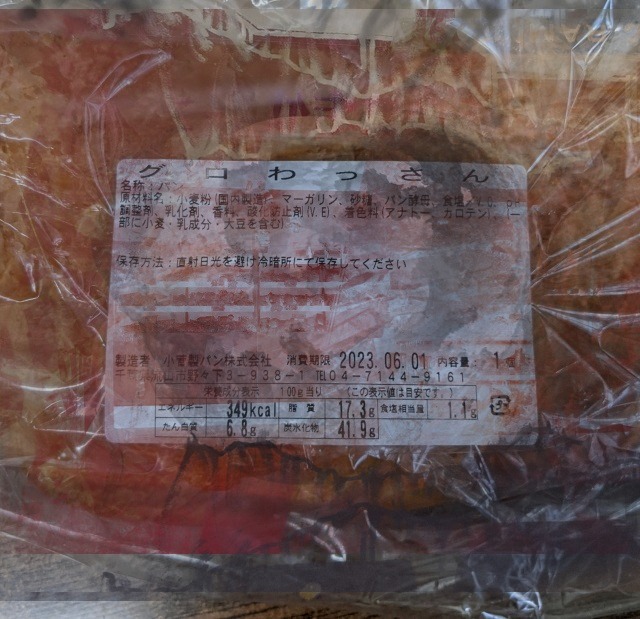 グロわっさん
名称：パン
原材料名：小麦粉(国内製造)、マーガリン、砂糖、パン酵母、食塩/V.C、pH
調整剤、乳化剤、香料、酸化防止剤(V.E)、着色料(アナトー、カロテン)、(一
部に小麦・乳成分・大豆を含む)
保存方法：直射日光を避け冷暗所にて保存してください
製造者 小菱製パン株式会社 消費期限 2023.06.01 内容量： 1個
流山市野々下3－938－1 TEL04－7144－9161
栄養成分表示 100g当り (この表示値は目安です。)
エネルギー 349kcal 脂質 17.3g 食塩相当量 1.1g
たん白質 6.8g 炭水化物 41.9g